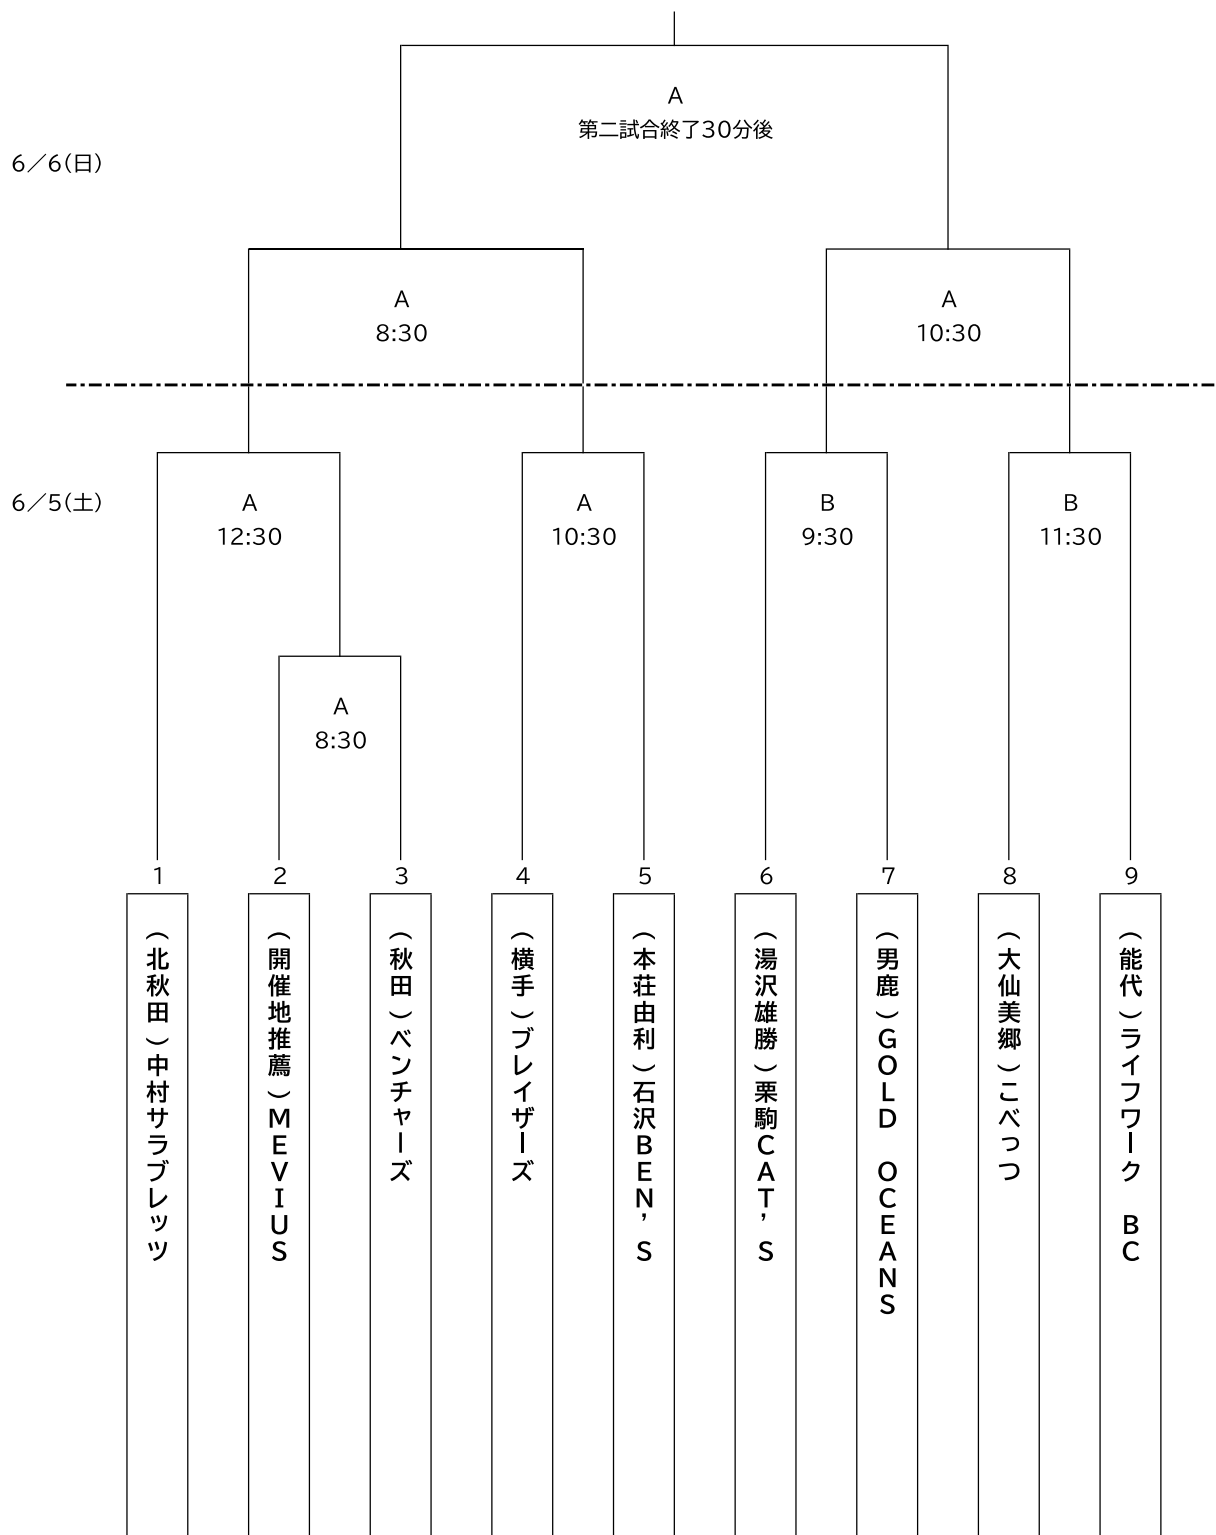 A
第二試合終了30分後
6／6(日)
A
8:30
A
10:30
6／5(土)
A
12:30
A
10:30
B
9:30
B
11:30
A
8:30
1
2
3
4
5
6
7
8
9
（北秋田）中村サラブレッツ
（開催地推薦）MEVIUS
（秋田）ベンチャーズ
（横手）ブレイザーズ
（本荘由利）石沢BEN’S
（湯沢雄勝）栗駒CAT’S
（男鹿）GOLD　OCEANS
（大仙美郷）こべっつ
（能代）ライフワーク　BC